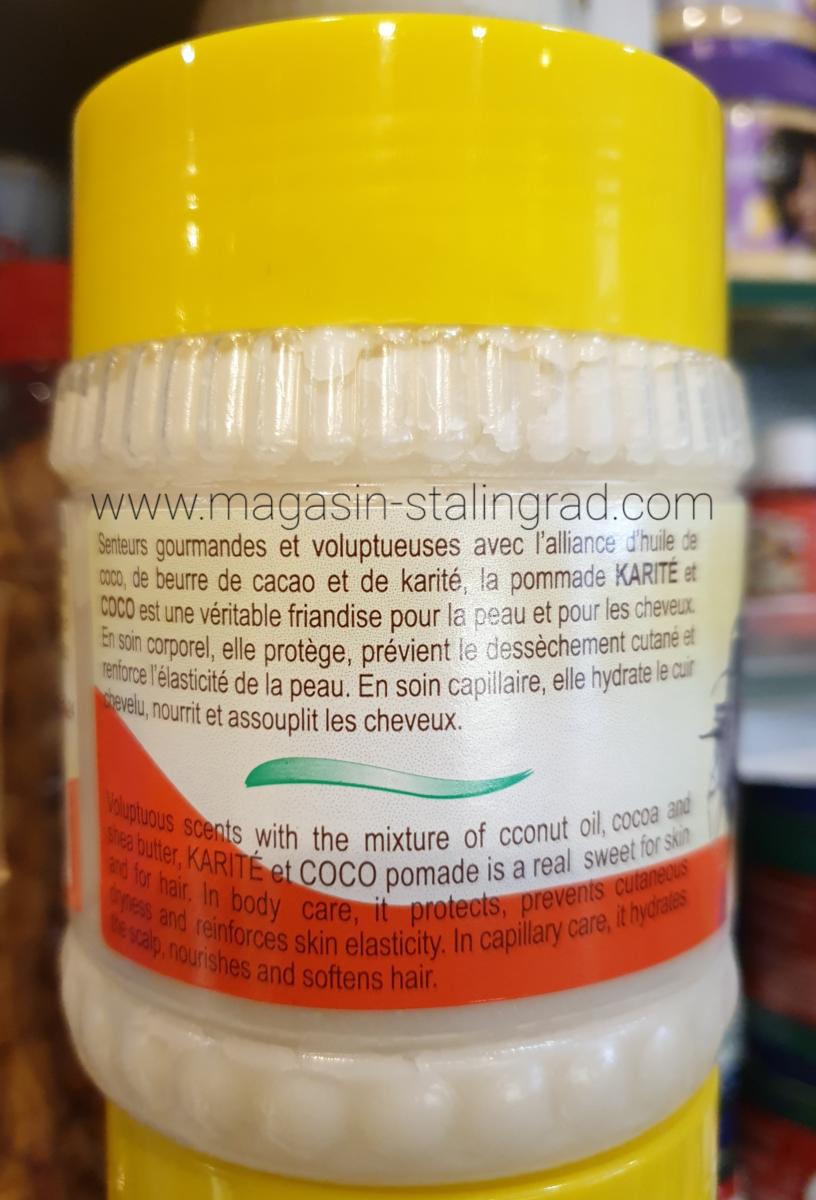 www.magasin-stalingrad.com
Senteurs gourmandes et voluptueuses avec l'alliance d'huile de
coco, de beurre de cacao et de karité, la pommade KARITÉ et
COCO est une véritable friandise pour la peau et pour les cheveux.
En soin corporel, elle protège, prévient le dessèchement cutané et
renforce l'élasticité de la peau. En soin capillaire, elle hydrate le cuir
chevelu, nourrit et assouplit les cheveux.
Voluptuous scents with the mixture of cconut oil, cocoa and
shea butter, KARITÉ et COCO pomade is a real sweet for skin
and for hair. In body care, it protects, prevents cutaneous
dryness and reinforces skin elasticity. In capillary care, it hydrates
the scalp, nourishes and softens hair.